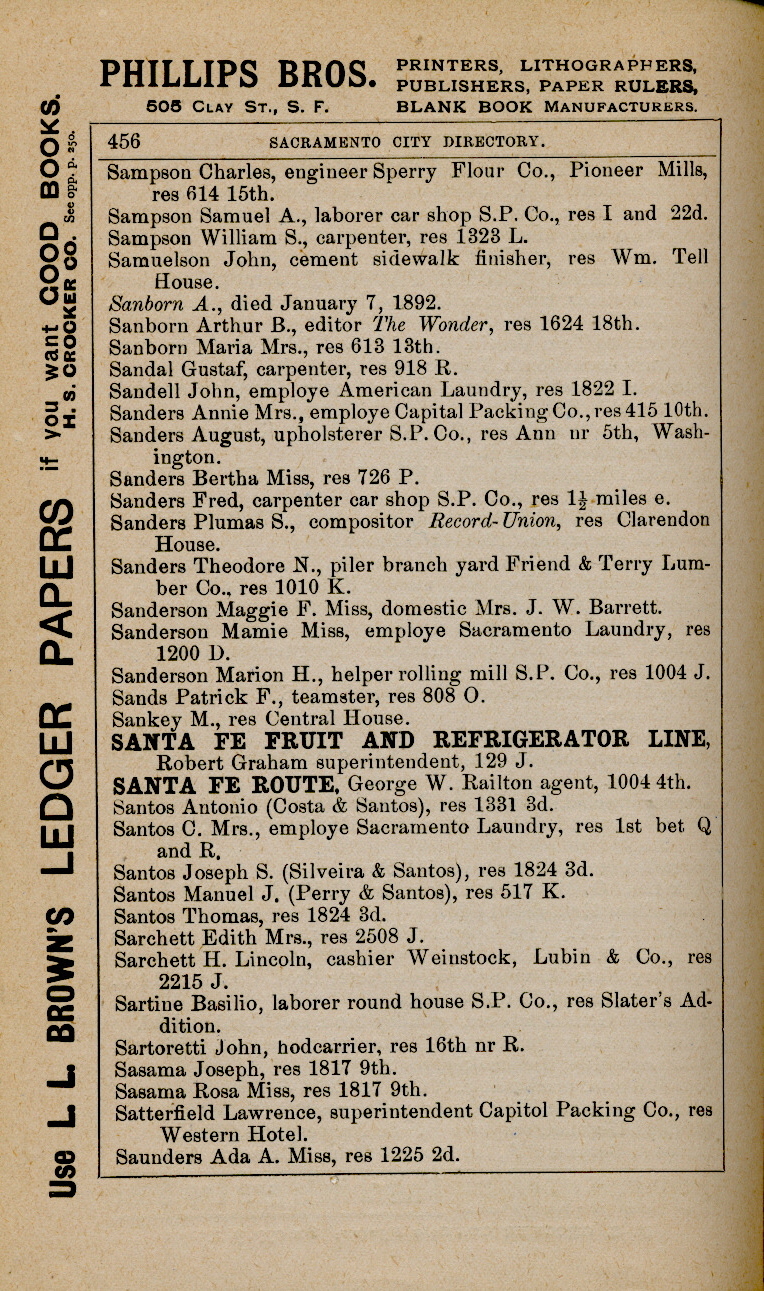 PHILLIPS BROS.
505 CLAY ST., S. F.
PRINTERS, LITHOGRAPHERS,
PUBLISHERS, PAPER RULERS,
BLANK BOOK MANUFACTURERS.
Use L. L. BROWN'S LEDGER PAPERS if you want GOOD BOOKS.
H. S. CROCKER CO. See opp. p. 250.
456 SACRAMENTO CITY DIRECTORY.
Sampson Charles, engineer Sperry Flour Co., Pioneer Mills,
res 614 15th.
Sampson Samuel A., laborer car shop S.P. Co., res I and 22d.
Sampson William S., carpenter, res 1323 L.
Samuelson John, cement sidewalk finisher, res Wm. Tell
House.
Sanborn A., died January 7, 1892.
Sanborn Arthur B., editor The Wonder, res 1624 18th.
Sanborn Maria Mrs., res 613 13th.
Sandal Gustaf, carpenter, res 918 R.
Sandell John, employe American Laundry, res 1822 I.
Sanders Annie Mrs., employe Capital Packing Co., res 415 10th.
Sanders August, upholsterer S.P. Co., res Ann nr 5th, Wash-
ington.
Sanders Bertha Miss, res 726 P.
Sanders Fred, carpenter car shop S.P. Co., res 1½ miles e.
Sanders Plumas S., compositor Record-Union, res Clarendon
House.
Sanders Theodore N., piler branch yard Friend & Terry Lum-
ber Co., res 1010 K.
Sanderson Maggie F. Miss, domestic Mrs. J. W. Barrett.
Sanderson Mamie Miss, employe Sacramento Laundry, res
1200 D.
Sanderson Marion H., helper rolling mill S.P. Co., res 1004 J.
Sands Patrick F., teamster, res 808 O.
Sankey M., res Central House.
SANTA FE FRUIT AND REFRIGERATOR LINE,
Robert Graham superintendent, 129 J.
SANTA FE ROUTE, George W. Railton agent, 1004 4th.
Santos Antonio (Costa & Santos), res 1331 3d.
Santos C. Mrs., employe Sacramento Laundry, res 1st bet Q
and R.
Santos Joseph S. (Silveira & Santos), res 1824 3d.
Santos Manuel J. (Perry & Santos), res 517 K.
Santos Thomas, res 1824 3d.
Sarchett Edith Mrs., res 2508 J.
Sarchett H. Lincoln, cashier Weinstock, Lubin & Co., res
2215 J.
Sartine Basilio, laborer round house S.P. Co., res Slater's Ad-
dition.
Sartoretti John, hodcarrier, res 16th nr R.
Sasama Joseph, res 1817 9th.
Sasama Rosa Miss, res 1817 9th.
Satterfield Lawrence, superintendent Capitol Packing Co., res
Western Hotel.
Saunders Ada A. Miss, res 1225 2d.